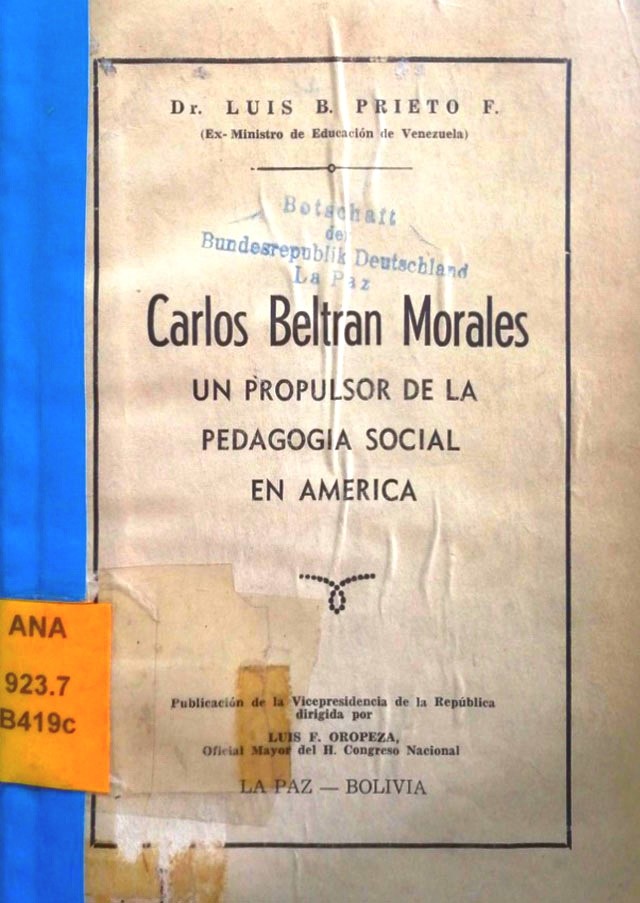 Dr. LUIS B. PRIETO F.
(Ex-Ministro de Educación de Venezuela)
Botschaft
der
Bundesrepublik Deutschland
La Paz
Carlos Beltran Morales
UN PROPULSOR DE LA
PEDAGOGIA SOCIAL
EN AMERICA
ANA
923.7
B419c
Publicación de la Vicepresidencia de la República
dirigida por
LUIS F. OROPEZA,
Oficial Mayor del H. Congreso Nacional
LA PAZ — BOLIVIA